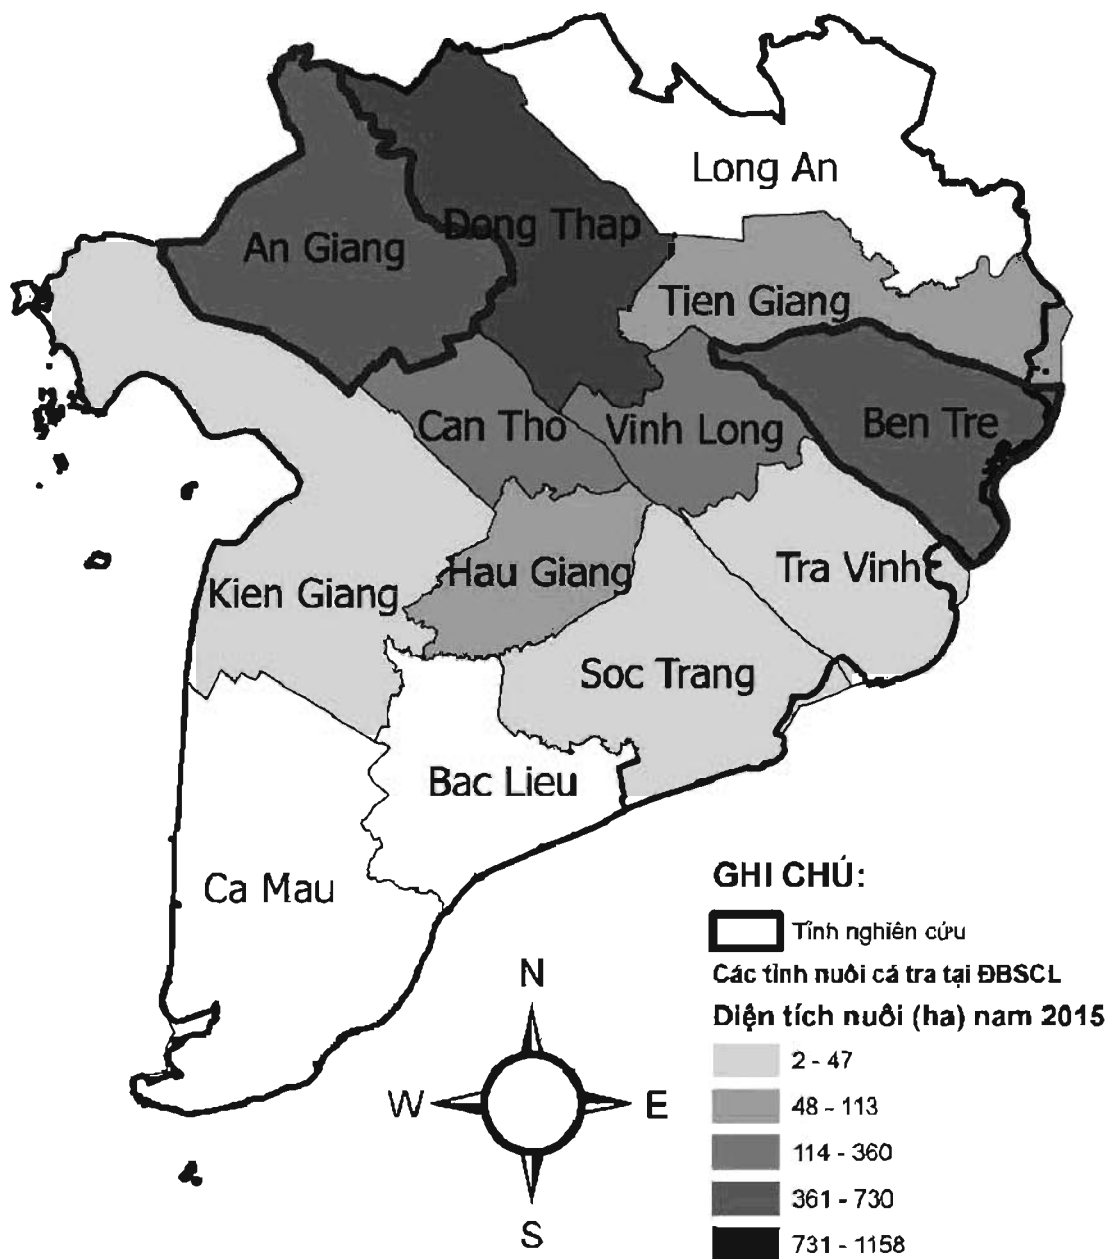 Long An
Dong Thap
An Giang
Tien Giang
Can Tho
Vinh Long
Ben Tre
Hau Giang
Tra Vinh
Kien Giang
Soc Trang
Bac Lieu
Ca Mau
GHI CHÚ:
Tỉnh nghiên cứu
Các tỉnh nuôi cá tra tại ĐBSCL
Diện tích nuôi (ha) nam 2015
2 - 47
48 - 113
114 - 360
361 - 730
731 - 1158
N
W
E
S